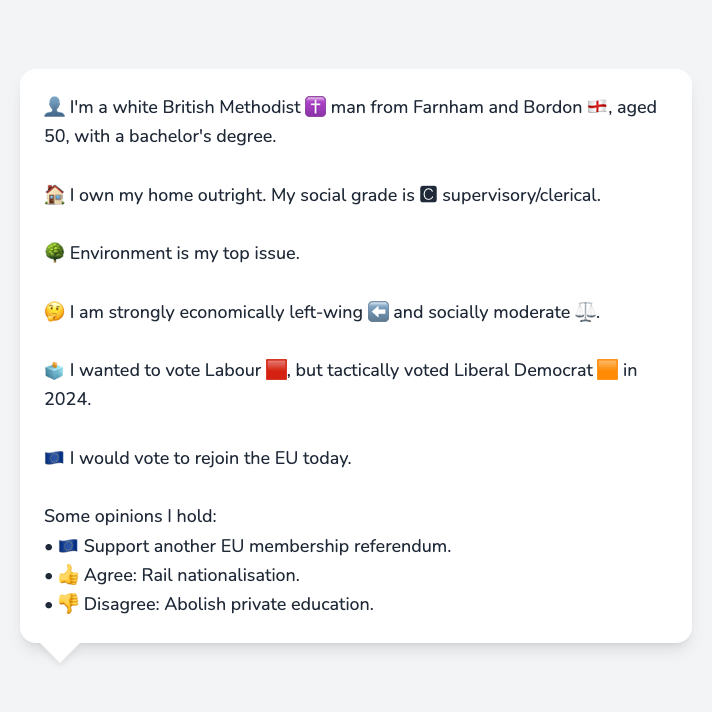 👤 I'm a white British Methodist ✝️ man from Farnham and Bordon 🏴󠁧󠁢󠁥󠁮󠁧󠁿, aged
50, with a bachelor's degree.
🏠 I own my home outright. My social grade is 🅲 supervisory/clerical.
🌳 Environment is my top issue.
🤔 I am strongly economically left-wing ⬅️ and socially moderate ⚖️.
🗳️ I wanted to vote Labour 🟥, but tactically voted Liberal Democrat 🟧 in
2024.
🇪🇺 I would vote to rejoin the EU today.
Some opinions I hold:
• 🇪🇺 Support another EU membership referendum.
• 👍 Agree: Rail nationalisation.
• 👎 Disagree: Abolish private education.